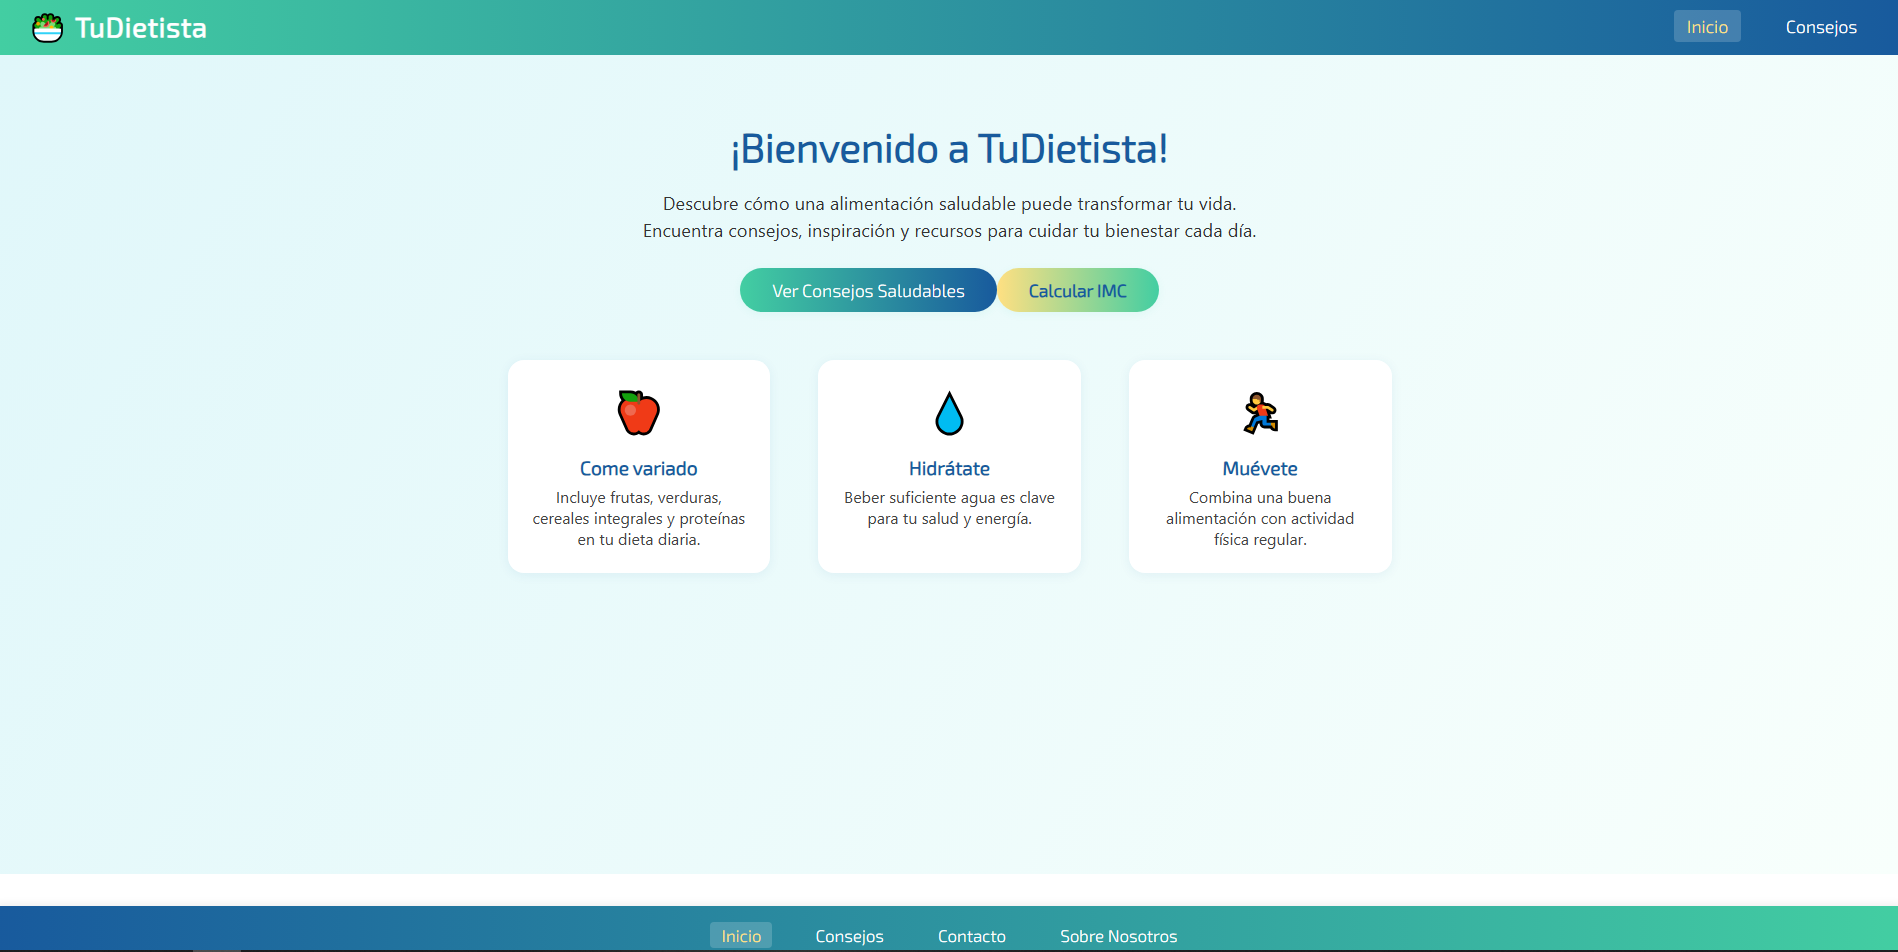 TuDietista
Inicio
Consejos
¡Bienvenido a TuDietista!
Descubre cómo una alimentación saludable puede transformar tu vida.
Encuentra consejos, inspiración y recursos para cuidar tu bienestar cada día.
Ver Consejos Saludables
Calcular IMC
Come variado
Incluye frutas, verduras,
cereales integrales y proteínas
en tu dieta diaria.
Hidrátate
Beber suficiente agua es clave
para tu salud y energía.
Muévete
Combina una buena
alimentación con actividad
física regular.
Inicio
Consejos
Contacto
Sobre Nosotros